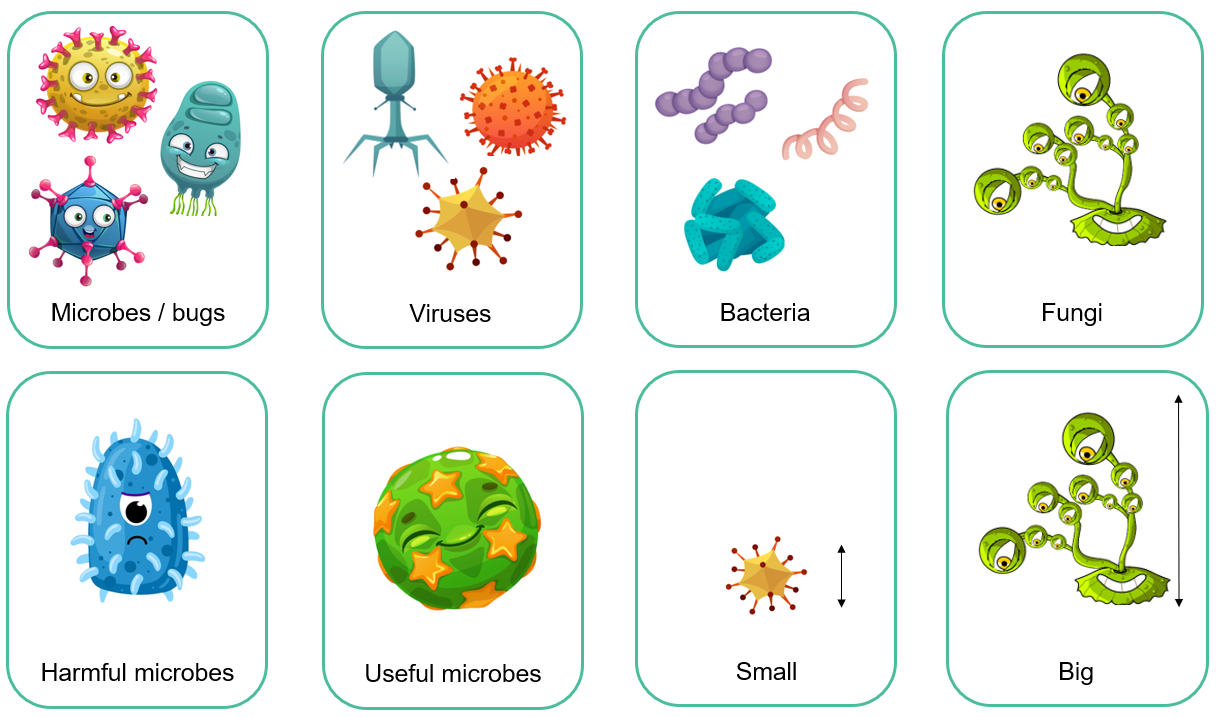 Microbes / bugs
Viruses
Bacteria
Fungi
Harmful microbes
Useful microbes
Small
Big